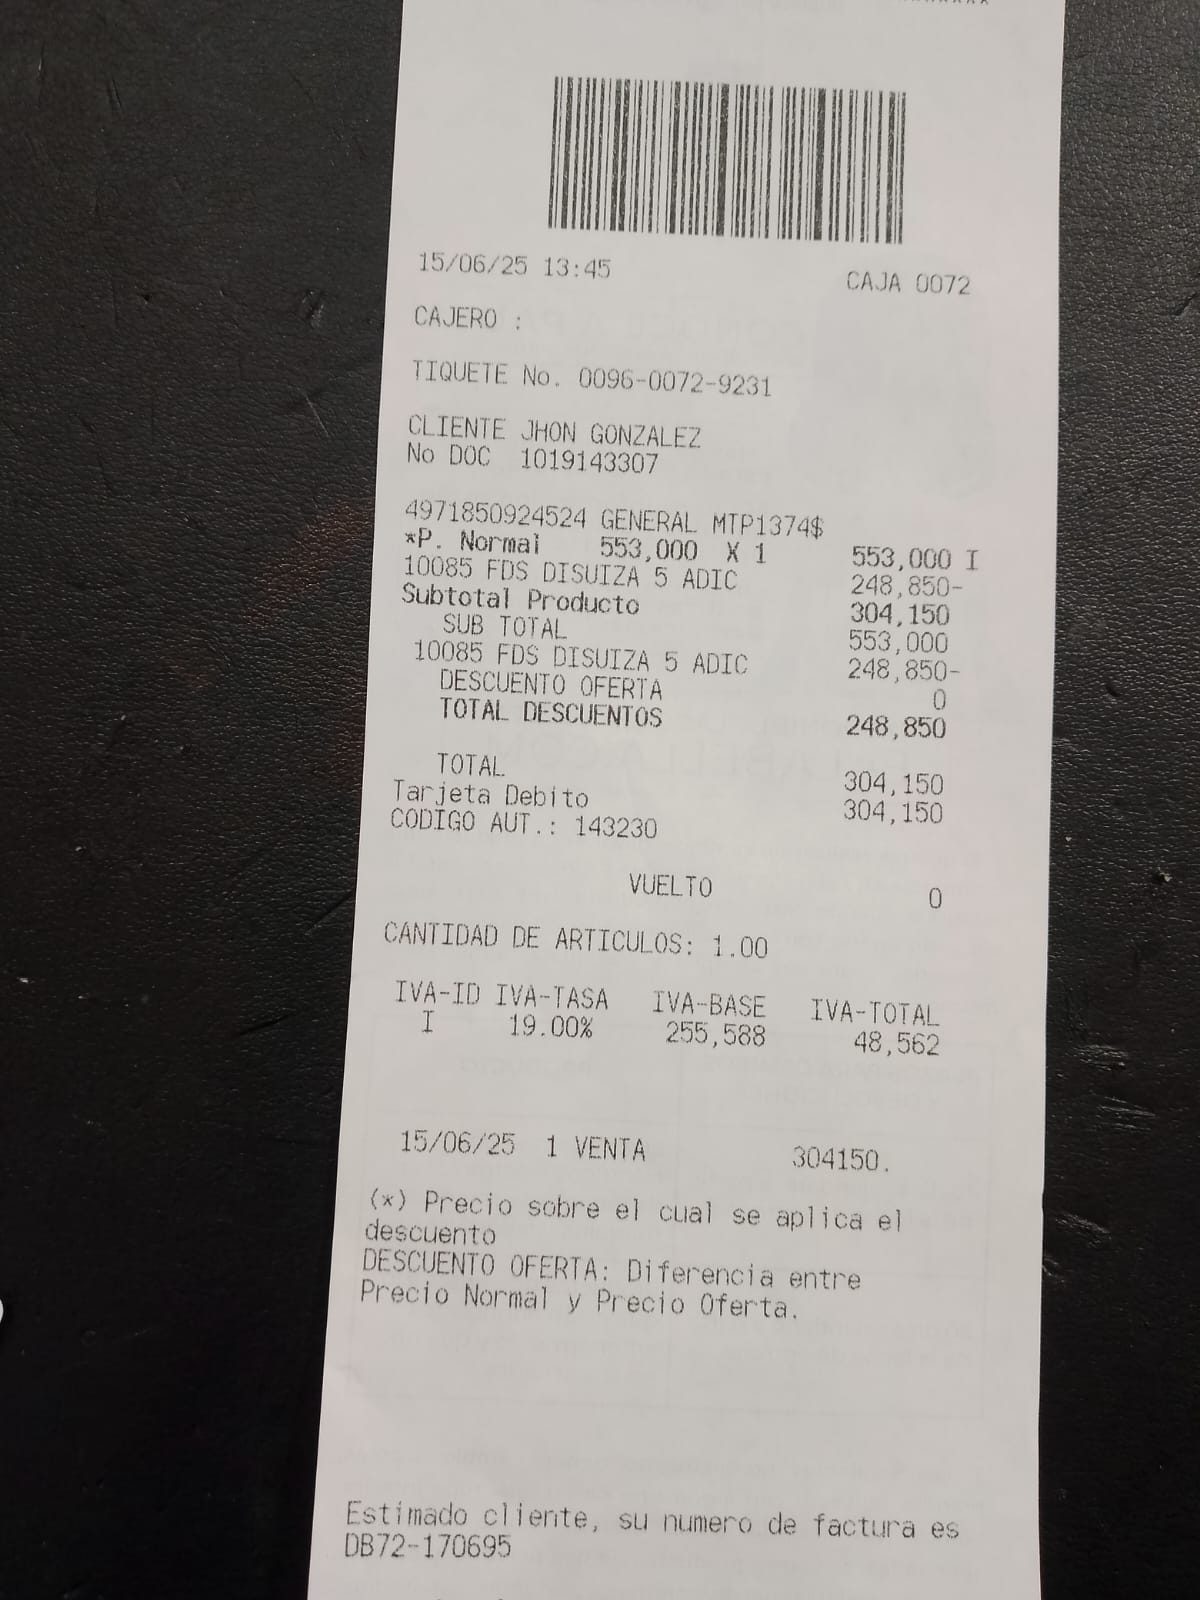 15/06/25 13:45 CAJA 0072
CAJERO :
TIQUETE No. 0096-0072-9231
CLIENTE JHON GONZALEZ
No DOC 1019143307
4971850924524 GENERAL MTP1374$
*P. Normal 553,000 X 1 553,000 I
10085 FDS DISUIZA 5 ADIC 248,850-
Subtotal Producto 304,150
SUB TOTAL 553,000
10085 FDS DISUIZA 5 ADIC 248,850-
DESCUENTO OFERTA 0
TOTAL DESCUENTOS 248,850
TOTAL 304,150
Tarjeta Debito 304,150
CODIGO AUT.: 143230
VUELTO 0
CANTIDAD DE ARTICULOS: 1.00
IVA-ID IVA-TASA IVA-BASE IVA-TOTAL
I 19.00% 255,588 48,562
15/06/25 1 VENTA 304150.
(*) Precio sobre el cual se aplica el
descuento
DESCUENTO OFERTA: Diferencia entre
Precio Normal y Precio Oferta.
Estimado cliente, su numero de factura es
DB72-170695